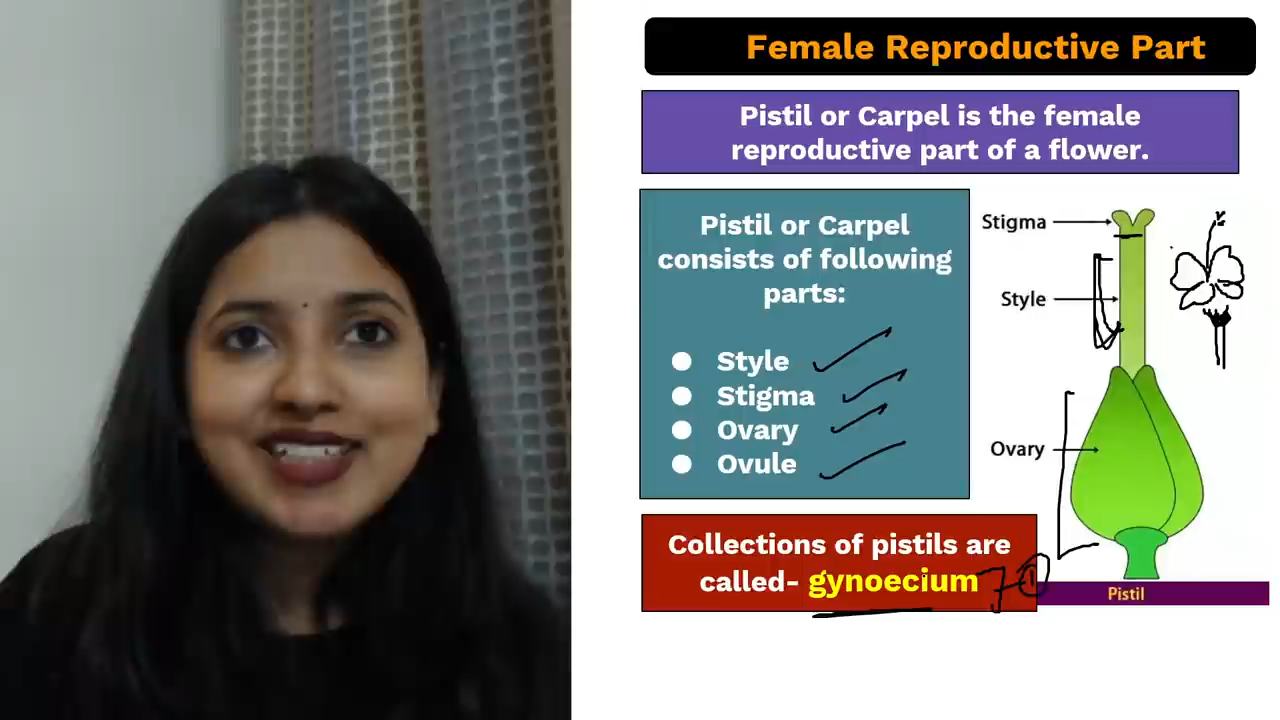 Female Reproductive Part
Pistil or Carpel is the female
reproductive part of a flower.
Pistil or Carpel
consists of following
parts:
● Style
● Stigma
● Ovary
● Ovule
Collections of pistils are
called- gynoecium
Stigma
Style
Ovary
Pistil